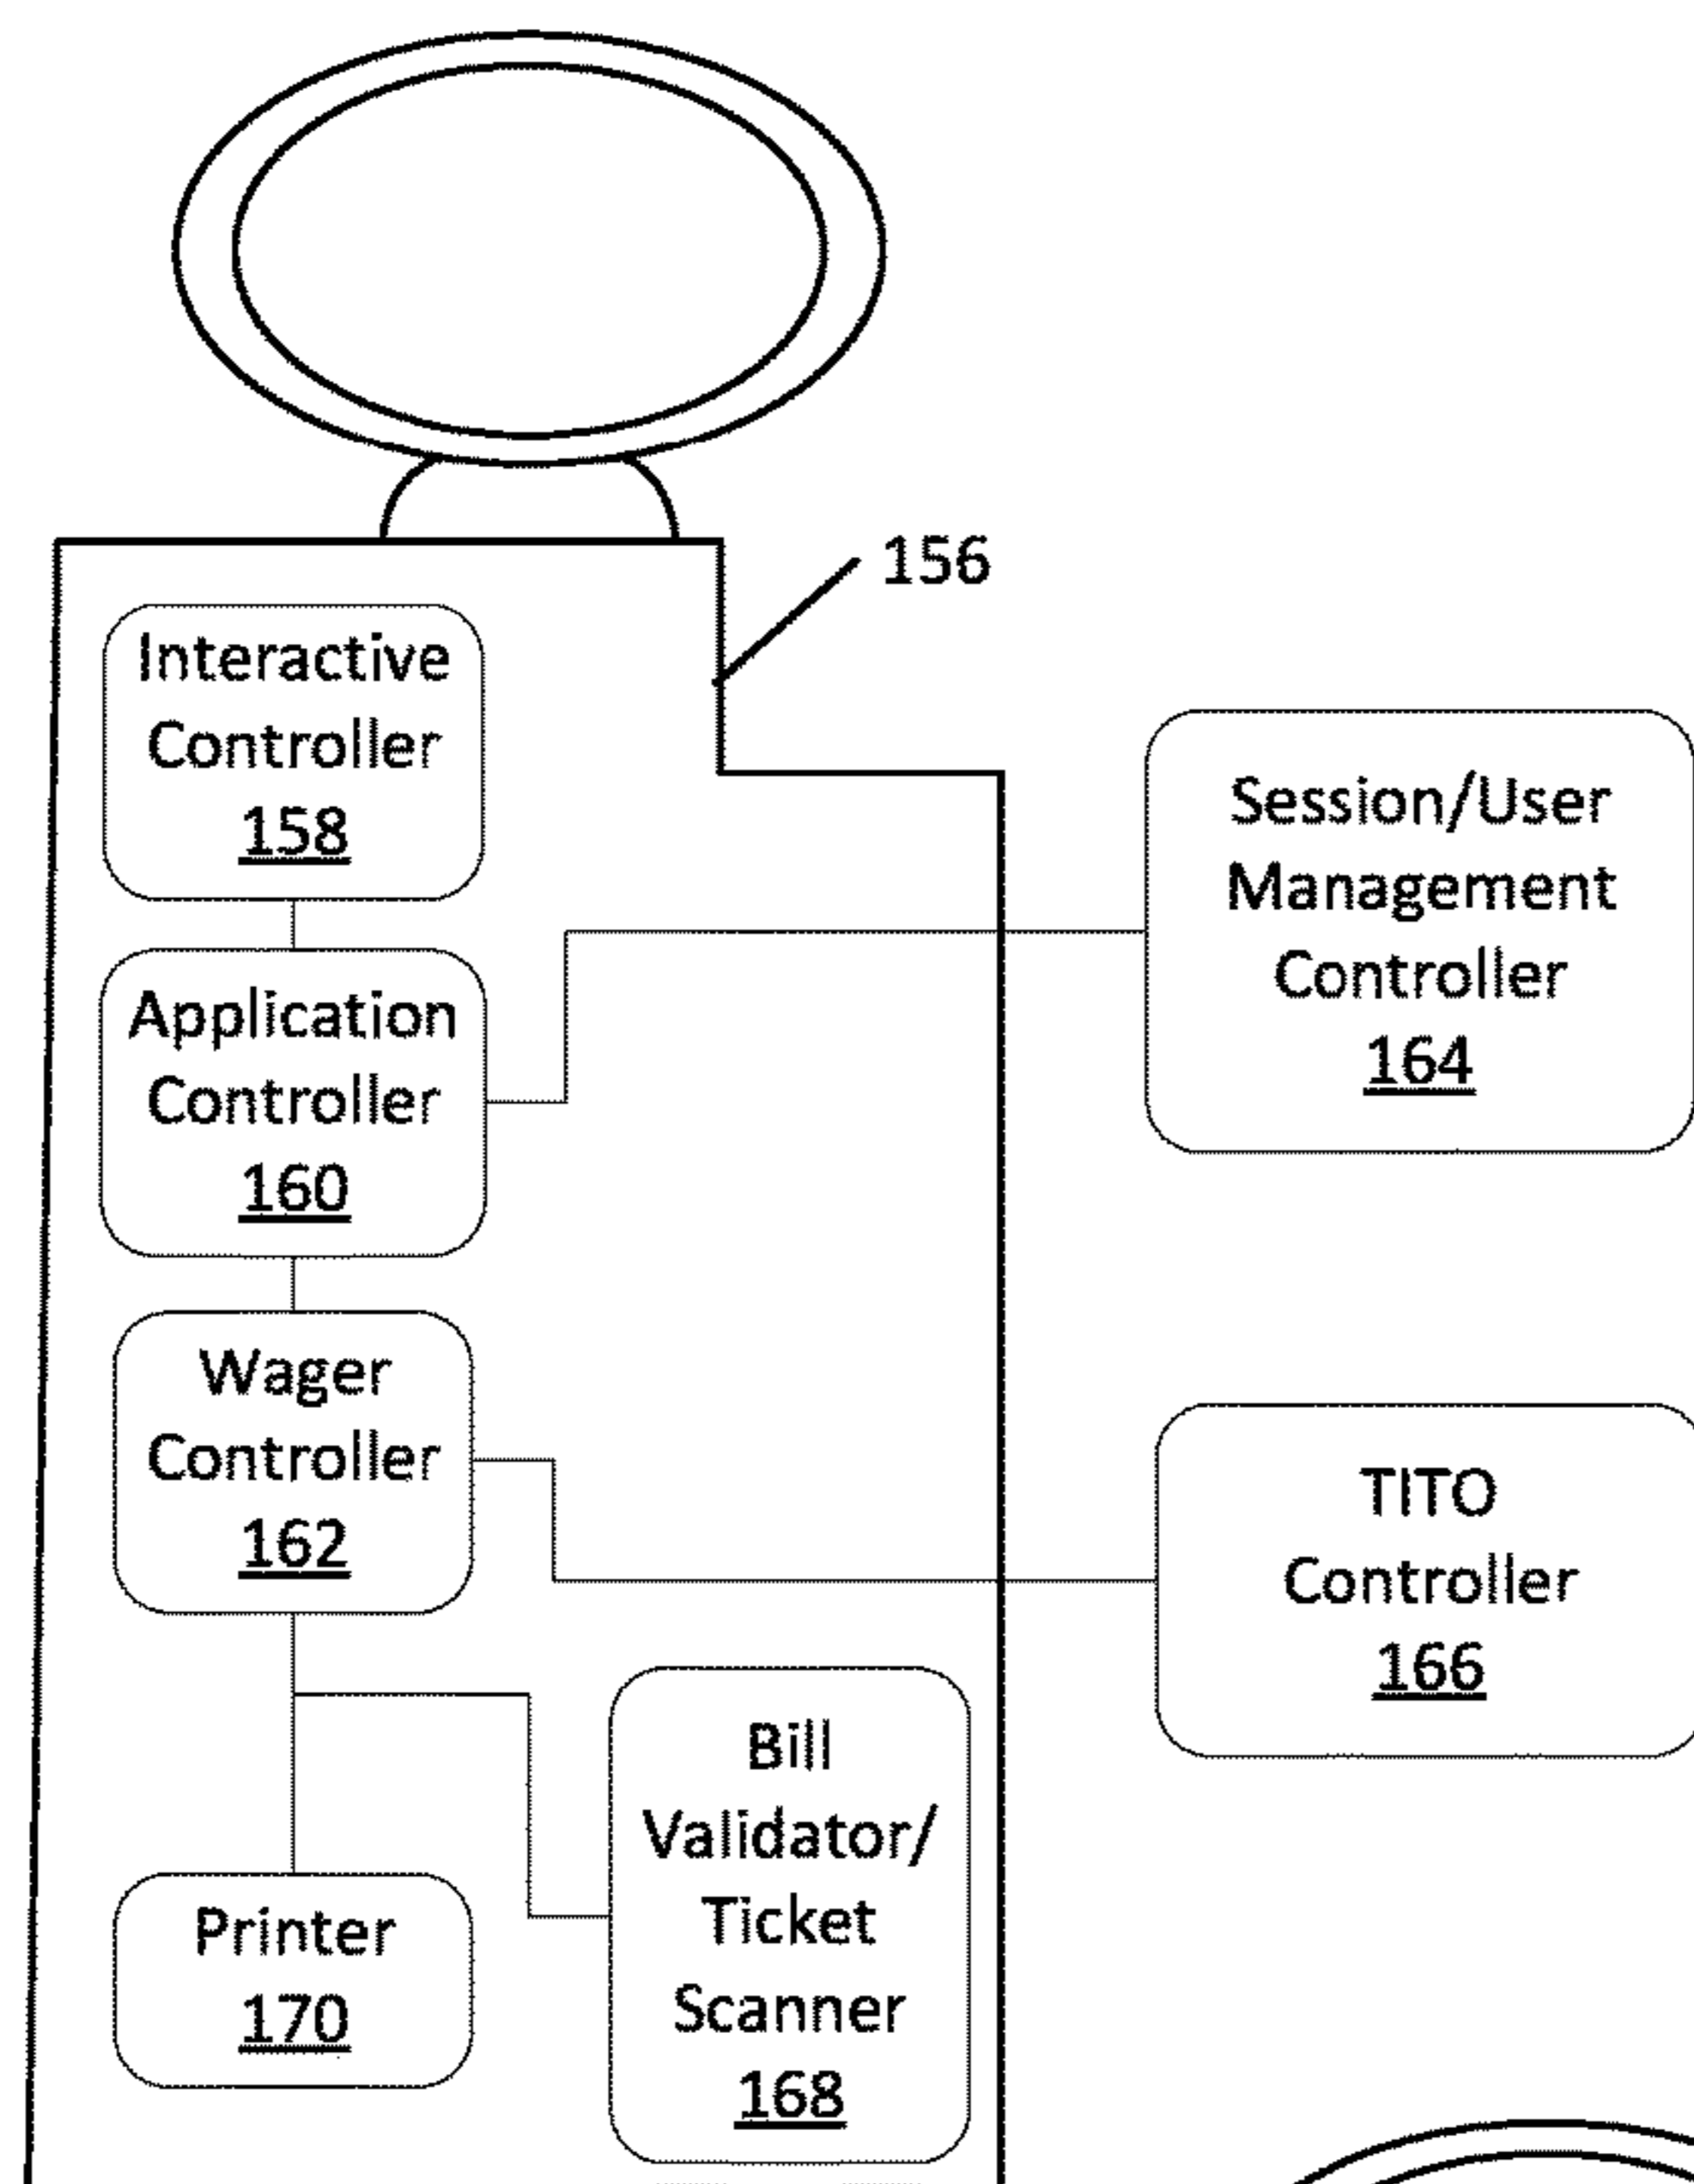 156
Interactive
Controller
158
Session/User
Management
Controller
164
Application
Controller
160
Wager
Controller
162
TITO
Controller
166
Bill
Validator/
Ticket
Scanner
168
Printer
170